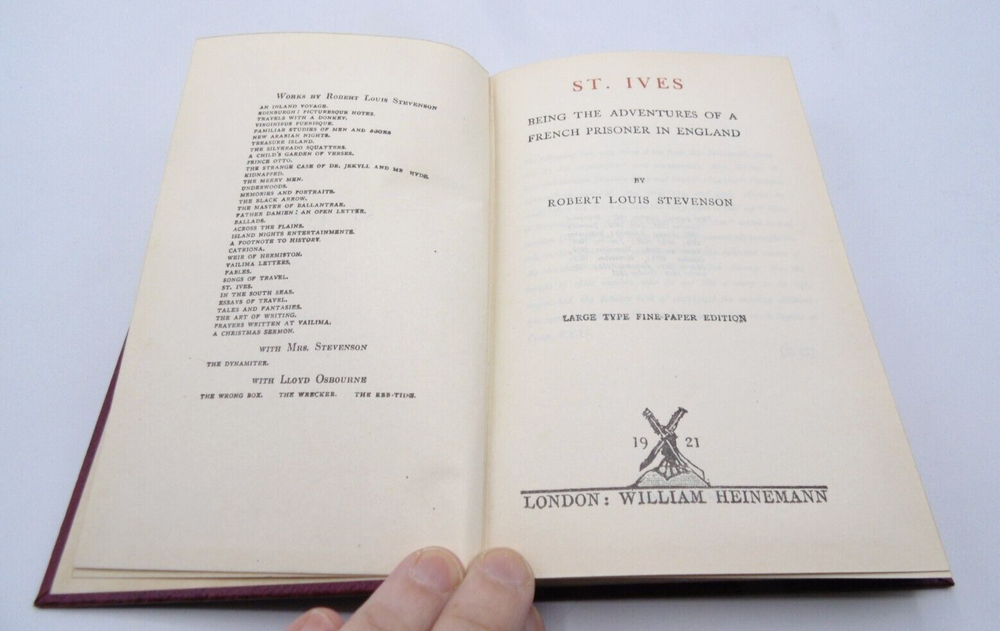 Works by Robert Louis Stevenson
AN INLAND VOYAGE.
EDINBURGH: PICTURESQUE NOTES.
TRAVELS WITH A DONKEY.
VIRGINIBUS PUERISQUE.
FAMILIAR STUDIES OF MEN AND BOOKS
NEW ARABIAN NIGHTS.
TREASURE ISLAND.
THE SILVERADO SQUATTERS.
A CHILD'S GARDEN OF VERSES.
PRINCE OTTO.
THE STRANGE CASE OF DR. JEKYLL AND MR HYDE.
KIDNAPPED.
THE MERRY MEN.
UNDERWOODS.
MEMORIES AND PORTRAITS.
THE BLACK ARROW.
THE MASTER OF BALLANTRAE.
FATHER DAMIEN: AN OPEN LETTER.
BALLADS.
ACROSS THE PLAINS.
ISLAND NIGHTS ENTERTAINMENTS.
A FOOTNOTE TO HISTORY.
CATRIONA.
WEIR OF HERMISTON.
VAILIMA LETTERS.
FABLES.
SONGS OF TRAVEL.
ST. IVES.
IN THE SOUTH SEAS.
ESSAYS OF TRAVEL.
TALES AND FANTASIES.
THE ART OF WRITING.
PRAYERS WRITTEN AT VAILIMA.
A CHRISTMAS SERMON.
with Mrs. Stevenson
THE DYNAMITER.
with Lloyd Osbourne
THE WRONG BOX. THE WRECKER. THE EBB-TIDE.
ST. IVES
BEING THE ADVENTURES OF A
FRENCH PRISONER IN ENGLAND
BY
ROBERT LOUIS STEVENSON
LARGE TYPE FINE-PAPER EDITION
19 21
LONDON: WILLIAM HEINEMANN